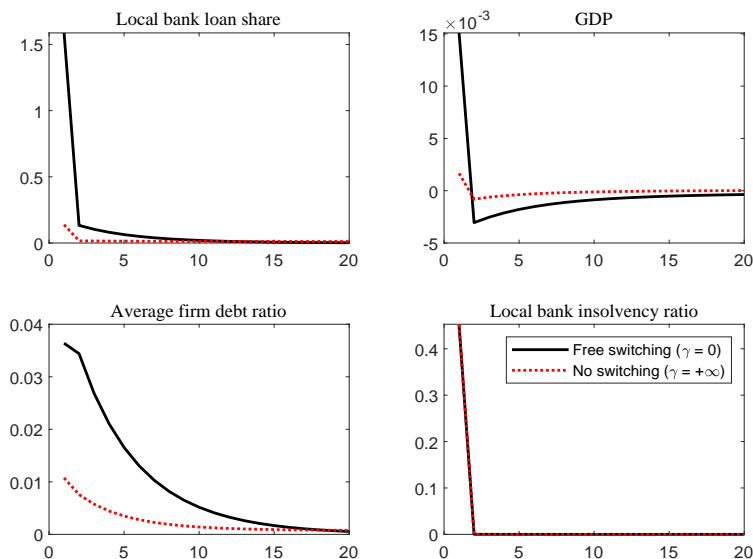 Local bank loan share
1.5
1
0.5
0
0 5 10 15 20
GDP
×10⁻³
15
10
5
0
-5
0 5 10 15 20
Average firm debt ratio
0.04
0.03
0.02
0.01
0
0 5 10 15 20
Local bank insolvency ratio
0.4
0.3
0.2
0.1
0
0 5 10 15 20
Free switching (γ = 0)
No switching (γ = +∞)